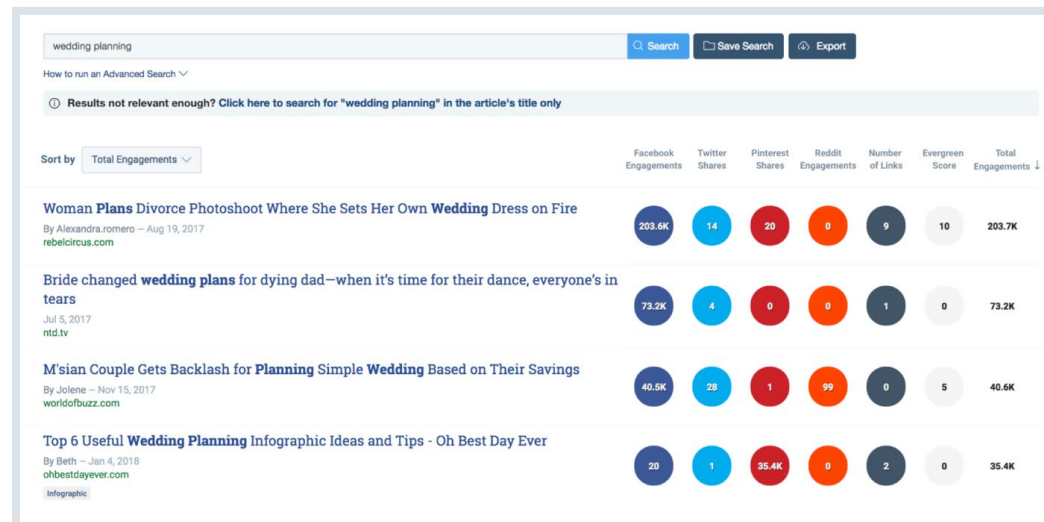 wedding planning
Search
Save Search
Export
How to run an Advanced Search
Results not relevant enough? Click here to search for "wedding planning" in the article's title only
Sort by
Total Engagements
Facebook Engagements
Twitter Shares
Pinterest Shares
Reddit Engagements
Number of Links
Evergreen Score
Total Engagements ↓
Woman Plans Divorce Photoshoot Where She Sets Her Own Wedding Dress on Fire
By Alexandra.romero – Aug 19, 2017
rebelcircus.com
203.6K 14 20 0 9 10 203.7K
Bride changed wedding plans for dying dad—when it's time for their dance, everyone's in
tears
Jul 5, 2017
ntd.tv
73.2K 4 0 0 1 0 73.2K
M'sian Couple Gets Backlash for Planning Simple Wedding Based on Their Savings
By Jolene – Nov 15, 2017
worldofbuzz.com
40.5K 28 1 99 0 5 40.6K
Top 6 Useful Wedding Planning Infographic Ideas and Tips - Oh Best Day Ever
By Beth – Jan 4, 2018
ohbestdayever.com
Infographic
20 1 35.4K 0 2 0 35.4K